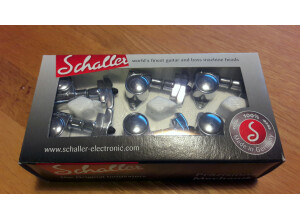 Schaller
world's finest guitar and bass machine heads
100%
S
Made in Germany
www.schaller-electronic.com